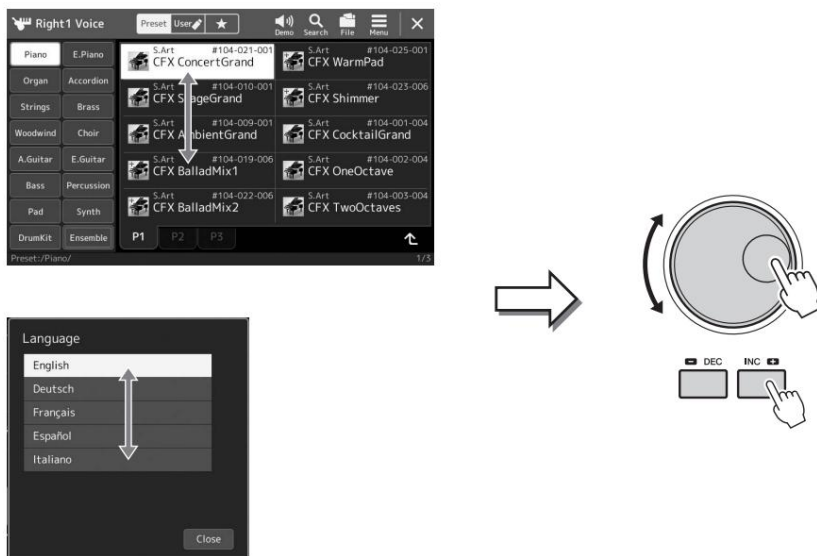 Right1 Voice
Preset User ★
Demo Search File Menu ×
Piano E.Piano
Organ Accordion
Strings Brass
Woodwind Choir
A.Guitar E.Guitar
Bass Percussion
Pad Synth
DrumKit Ensemble
S.Art #104-021-001
CFX ConcertGrand
S.Art #104-025-001
CFX WarmPad
S.Art #104-010-001
CFX StageGrand
S.Art #104-023-006
CFX Shimmer
S.Art #104-009-001
CFX AmbientGrand
S.Art #104-001-004
CFX CocktailGrand
S.Art #104-019-006
CFX BalladMix1
S.Art #104-002-004
CFX OneOctave
S.Art #104-022-006
CFX BalladMix2
S.Art #104-003-004
CFX TwoOctaves
P1 P2 P3
Preset:/Piano/ 1/3
Language
English
Deutsch
Français
Español
Italiano
Close
- DEC INC +